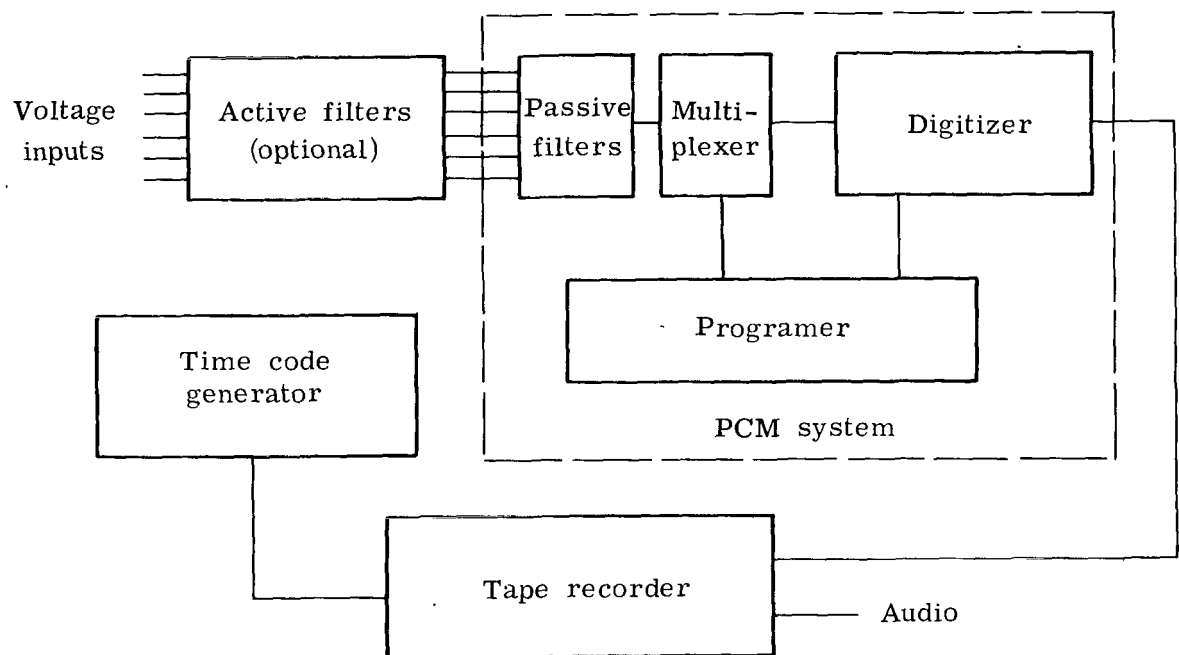 Voltage
inputs
Active filters
(optional)
Passive
filters
Multi-
plexer
Digitizer
Programer
PCM system
Time code
generator
Tape recorder
Audio